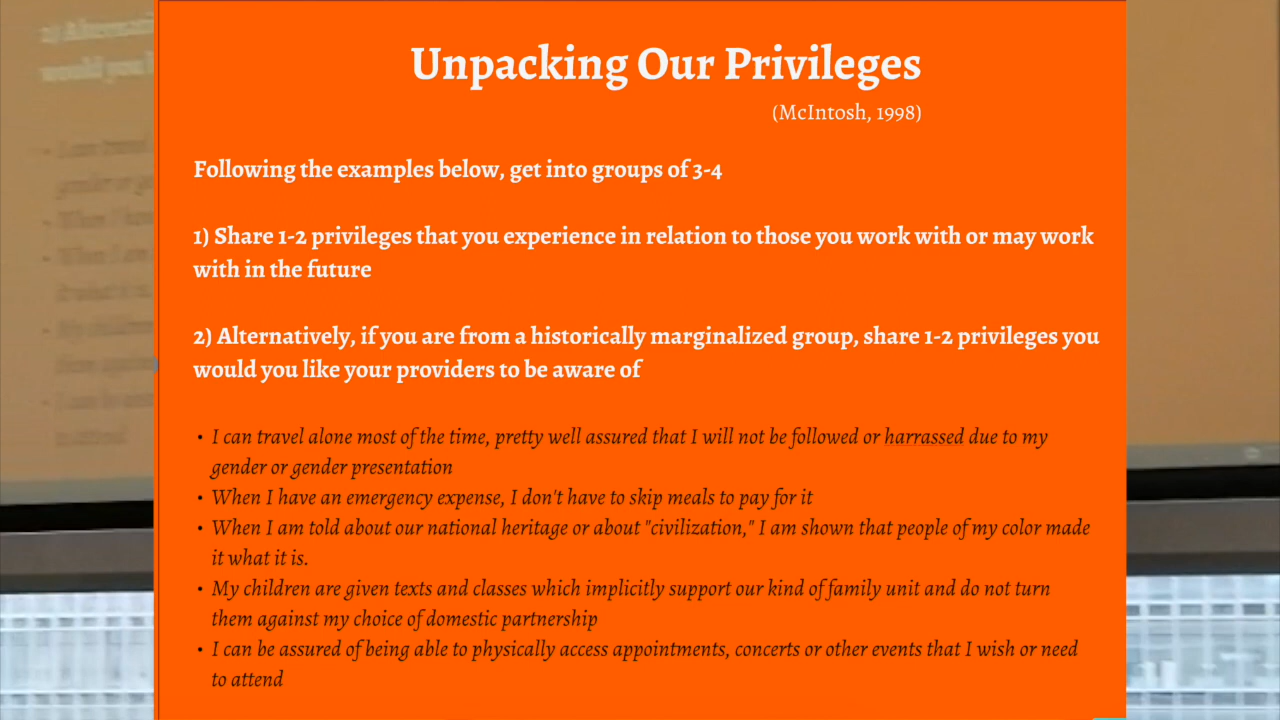 Unpacking Our Privileges
(McIntosh, 1998)
Following the examples below, get into groups of 3-4
1) Share 1-2 privileges that you experience in relation to those you work with or may work
with in the future
2) Alternatively, if you are from a historically marginalized group, share 1-2 privileges you
would you like your providers to be aware of
• I can travel alone most of the time, pretty well assured that I will not be followed or harrassed due to my
gender or gender presentation
• When I have an emergency expense, I don't have to skip meals to pay for it
• When I am told about our national heritage or about "civilization," I am shown that people of my color made
it what it is.
• My children are given texts and classes which implicitly support our kind of family unit and do not turn
them against my choice of domestic partnership
• I can be assured of being able to physically access appointments, concerts or other events that I wish or need
to attend